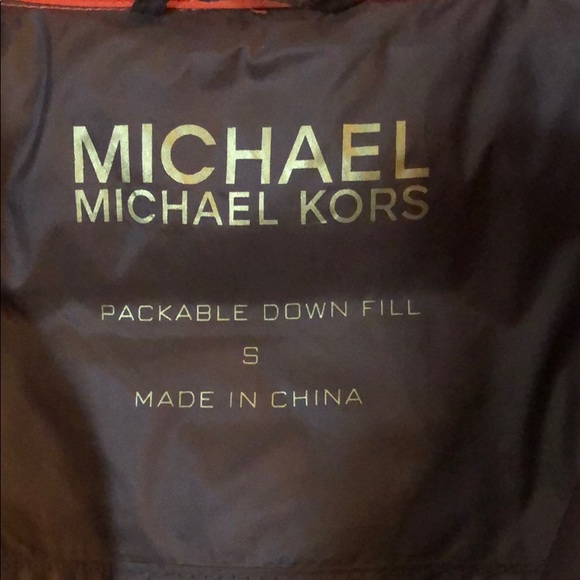 MICHAEL
MICHAEL KORS
PACKABLE DOWN FILL
S
MADE IN CHINA